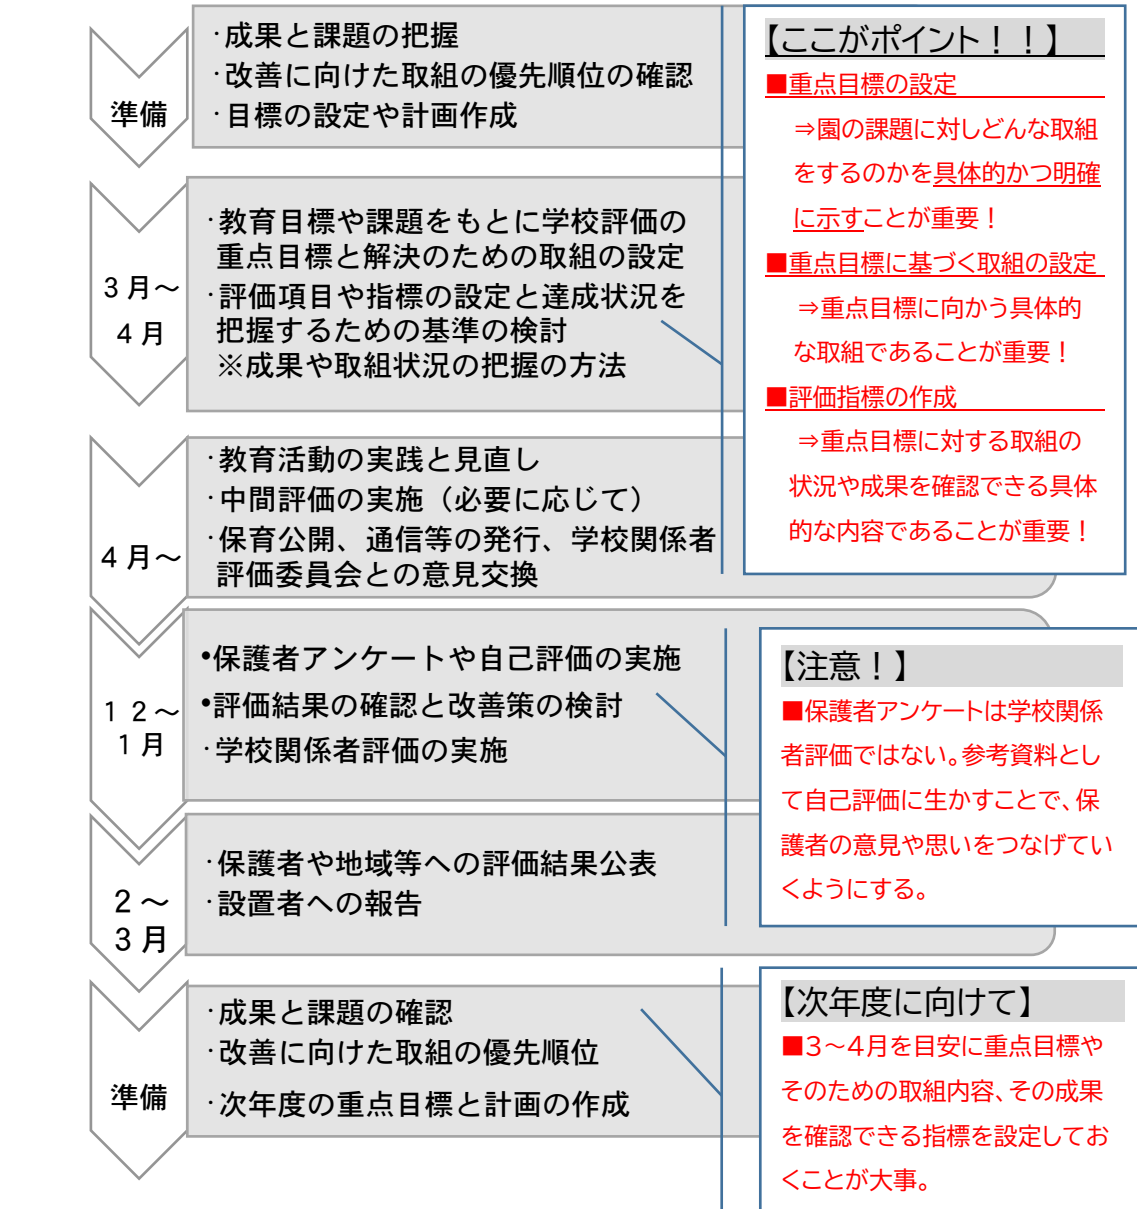 準備
·成果と課題の把握
·改善に向けた取組の優先順位の確認
·目標の設定や計画作成
3月～
4月
·教育目標や課題をもとに学校評価の
重点目標と解決のための取組の設定
·評価項目や指標の設定と達成状況を
把握するための基準の検討
※成果や取組状況の把握の方法
4月～
·教育活動の実践と見直し
·中間評価の実施（必要に応じて）
·保育公開、通信等の発行、学校関係者
評価委員会との意見交換
【ここがポイント！！】
■重点目標の設定
⇒園の課題に対しどんな取組
をするのかを具体的かつ明確
に示すことが重要！
■重点目標に基づく取組の設定
⇒重点目標に向かう具体的
な取組であることが重要！
■評価指標の作成
⇒重点目標に対する取組の
状況や成果を確認できる具体
的な内容であることが重要！
12～
1月
•保護者アンケートや自己評価の実施
•評価結果の確認と改善策の検討
·学校関係者評価の実施
2～
3月
·保護者や地域等への評価結果公表
·設置者への報告
【注意！】
■保護者アンケートは学校関係
者評価ではない。参考資料とし
て自己評価に生かすことで、保
護者の意見や思いをつなげてい
くようにする。
準備
·成果と課題の確認
·改善に向けた取組の優先順位
·次年度の重点目標と計画の作成
【次年度に向けて】
■3～4月を目安に重点目標や
そのための取組内容、その成果
を確認できる指標を設定してお
くことが大事。